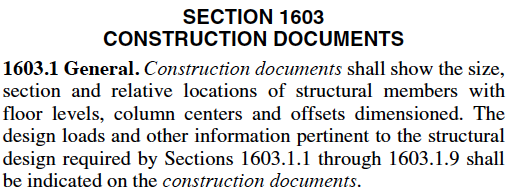 SECTION 1603
CONSTRUCTION DOCUMENTS
1603.1 General. Construction documents shall show the size,
section and relative locations of structural members with
floor levels, column centers and offsets dimensioned. The
design loads and other information pertinent to the structural
design required by Sections 1603.1.1 through 1603.1.9 shall
be indicated on the construction documents.